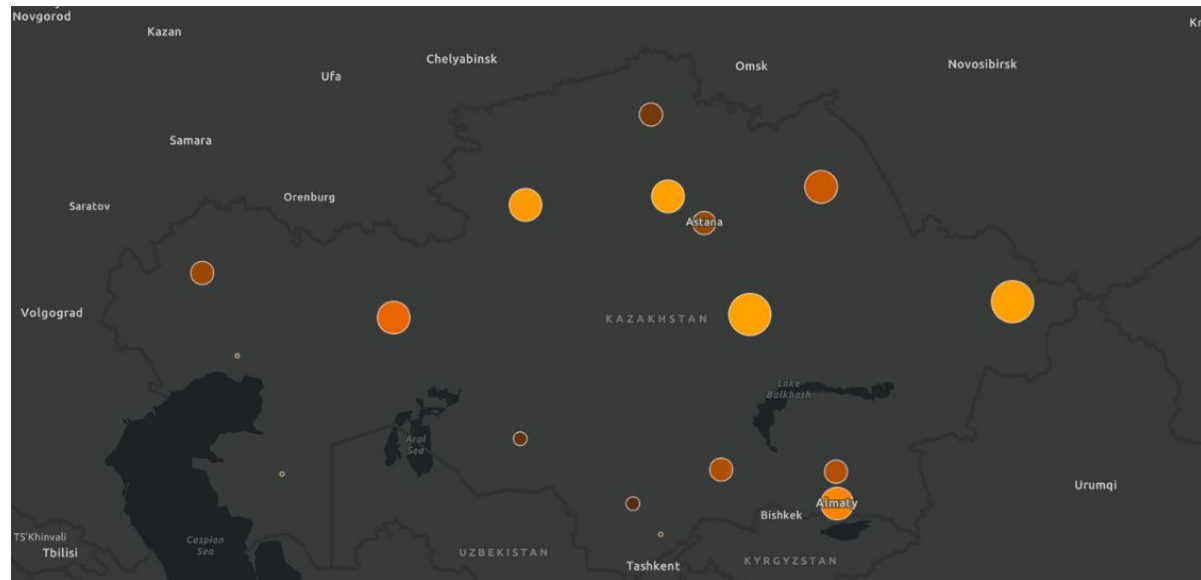 Novgorod
Kazan
Kr
Chelyabinsk
Omsk
Novosibirsk
Ufa
Samara
Orenburg
Saratov
Astana
Volgograd
KAZAKHSTAN
Lake
Balkhash
Aral
Sea
Urumqi
Almaty
Bishkek
TS'Khinvali
Tbilisi
Caspian
Sea
UZBEKISTAN
Tashkent
KYRGYZSTAN